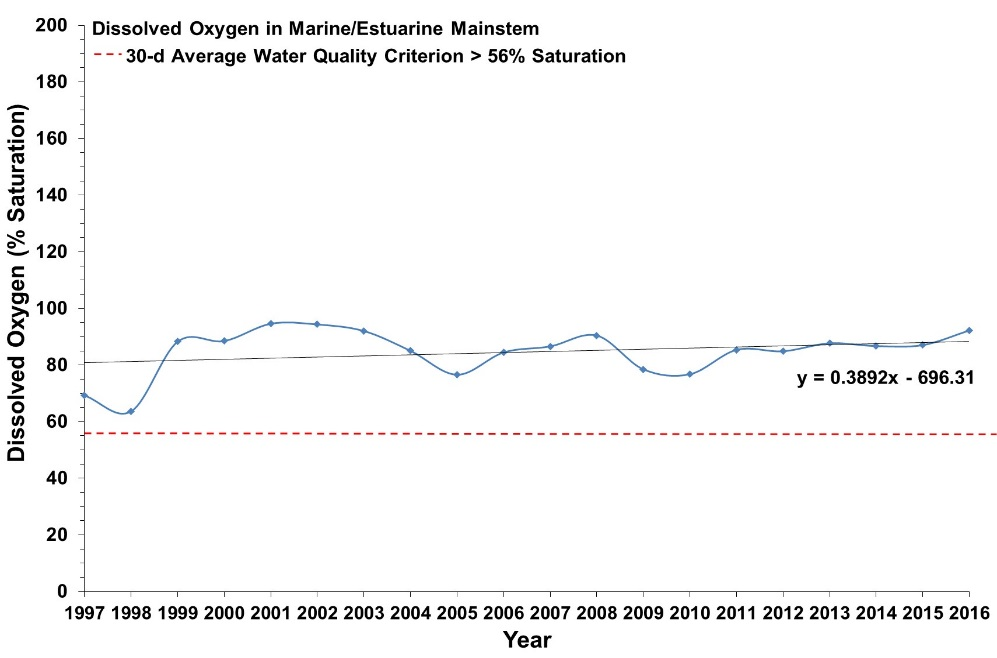 Dissolved Oxygen in Marine/Estuarine Mainstem
30-d Average Water Quality Criterion > 56% Saturation
Dissolved Oxygen (% Saturation)
200
180
160
140
120
100
80
60
40
20
0
y = 0.3892x - 696.31
1997 1998 1999 2000 2001 2002 2003 2004 2005 2006 2007 2008 2009 2010 2011 2012 2013 2014 2015 2016
Year